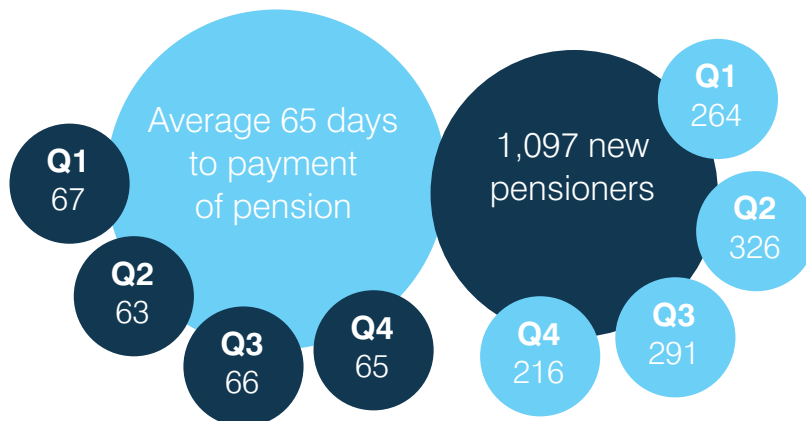 Average 65 days
to payment
of pension
Q1
67
Q2
63
Q3
66
Q4
65
1,097 new
pensioners
Q1
264
Q2
326
Q3
291
Q4
216